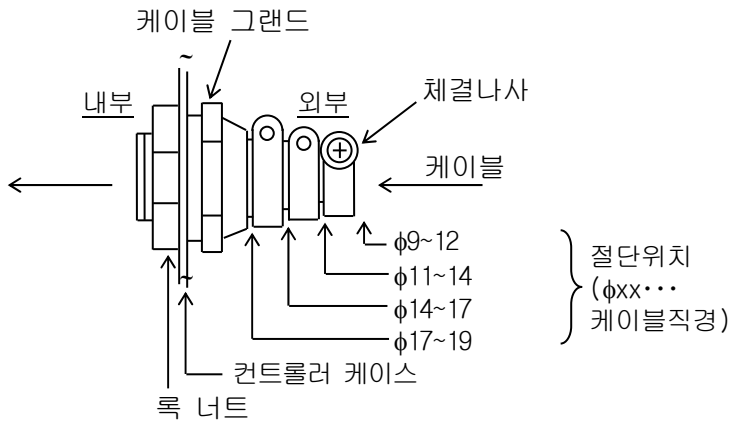 케이블 그랜드
내부
외부
체결나사
케이블
ϕ9~12
ϕ11~14
ϕ14~17
ϕ17~19
절단위치
(ϕxx···
케이블직경)
컨트롤러 케이스
록 너트